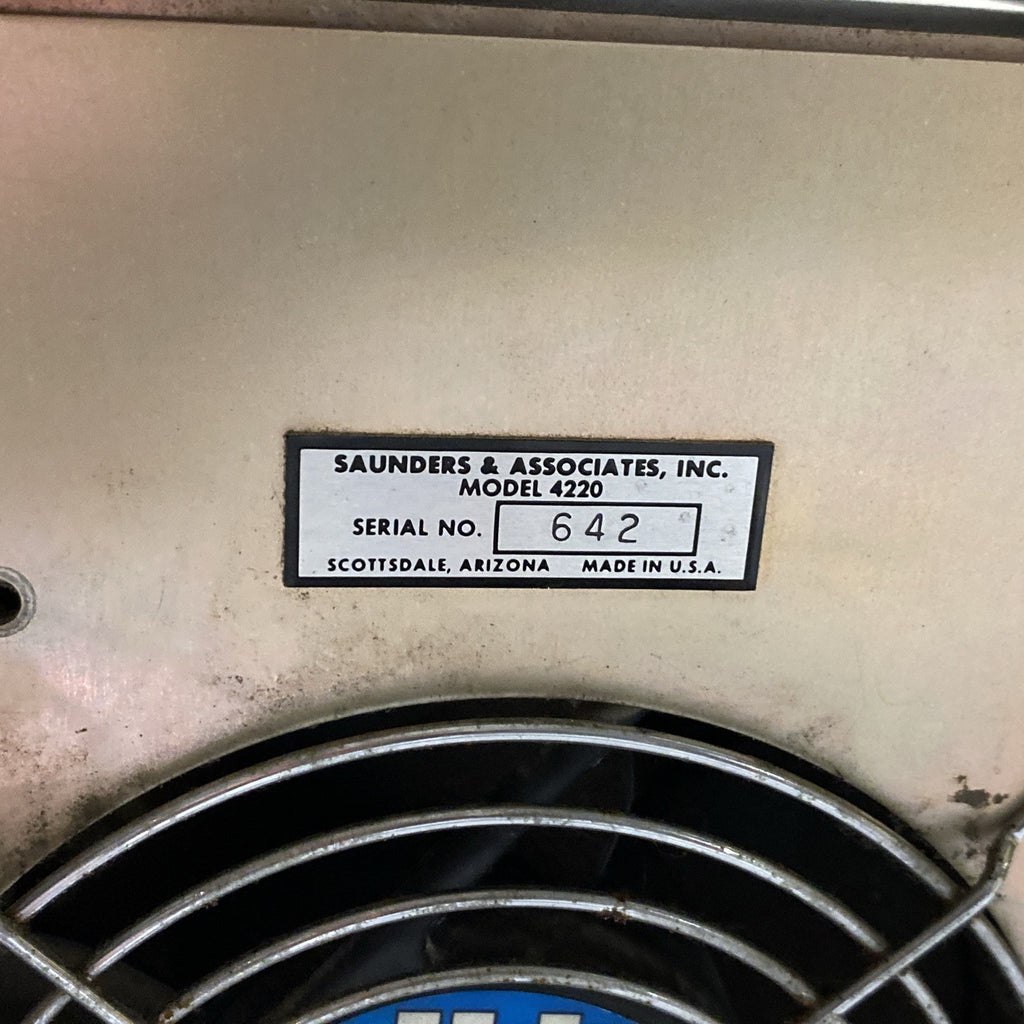 SAUNDERS & ASSOCIATES, INC.
MODEL 4220
SERIAL NO. 642
SCOTTSDALE, ARIZONA MADE IN U.S.A.